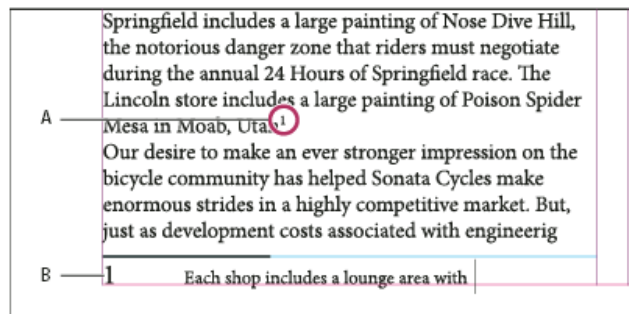 Springfield includes a large painting of Nose Dive Hill,
the notorious danger zone that riders must negotiate
during the annual 24 Hours of Springfield race. The
Lincoln store includes a large painting of Poison Spider
A
Mesa in Moab, Utah¹
Our desire to make an ever stronger impression on the
bicycle community has helped Sonata Cycles make
enormous strides in a highly competitive market. But,
just as development costs associated with engineerig
B
1 Each shop includes a lounge area with